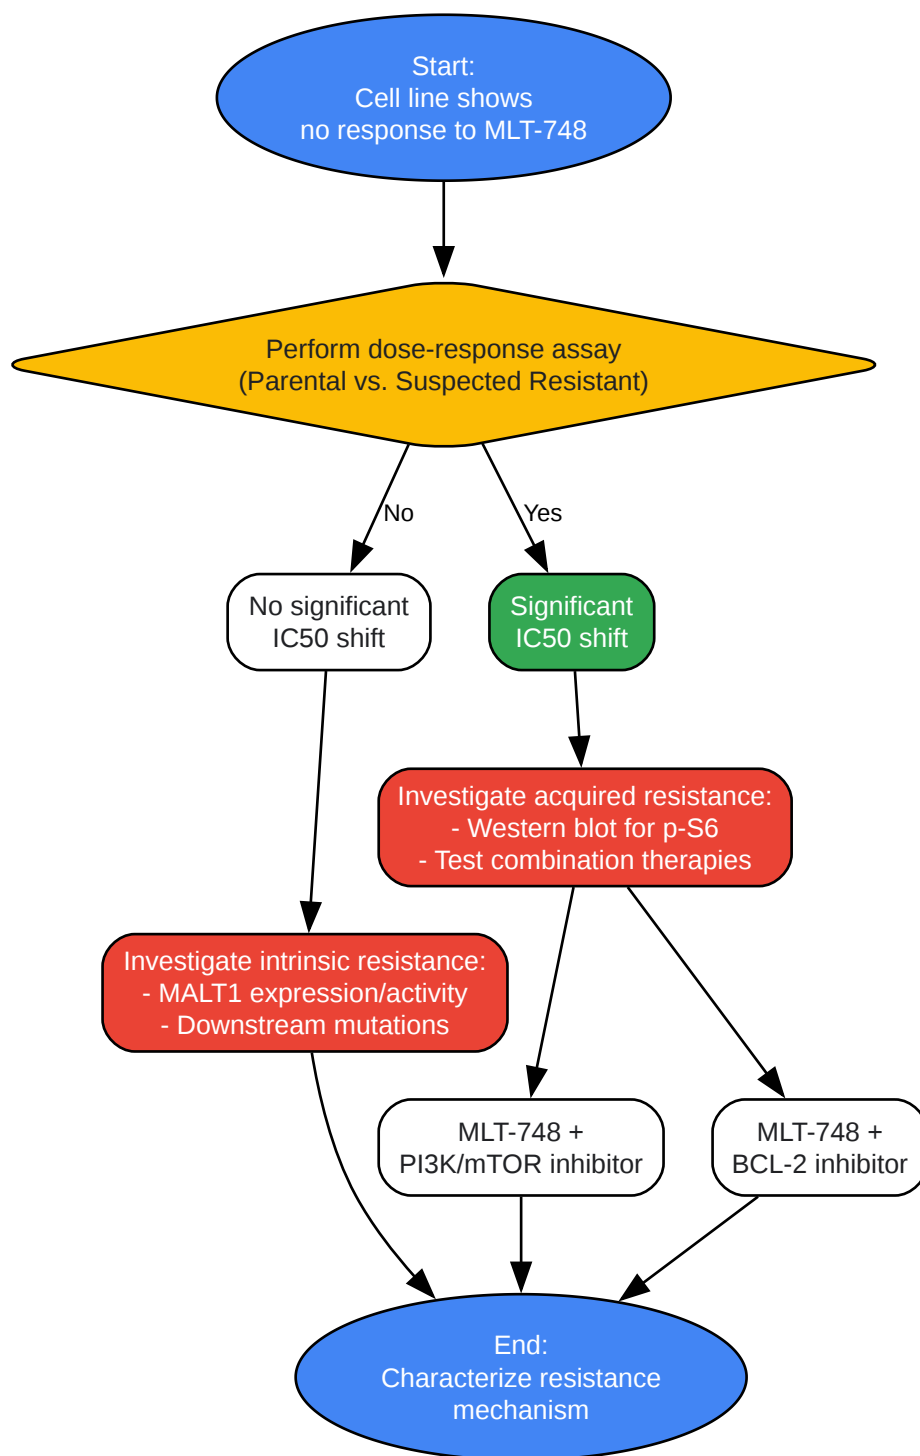 Start:
Cell line shows
no response to MLT-748
Perform dose-response assay
(Parental vs. Suspected Resistant)
No
Yes
No significant
IC50 shift
Significant
IC50 shift
Investigate acquired resistance:
- Western blot for p-S6
- Test combination therapies
Investigate intrinsic resistance:
- MALT1 expression/activity
- Downstream mutations
MLT-748 +
PI3K/mTOR inhibitor
MLT-748 +
BCL-2 inhibitor
End:
Characterize resistance
mechanism